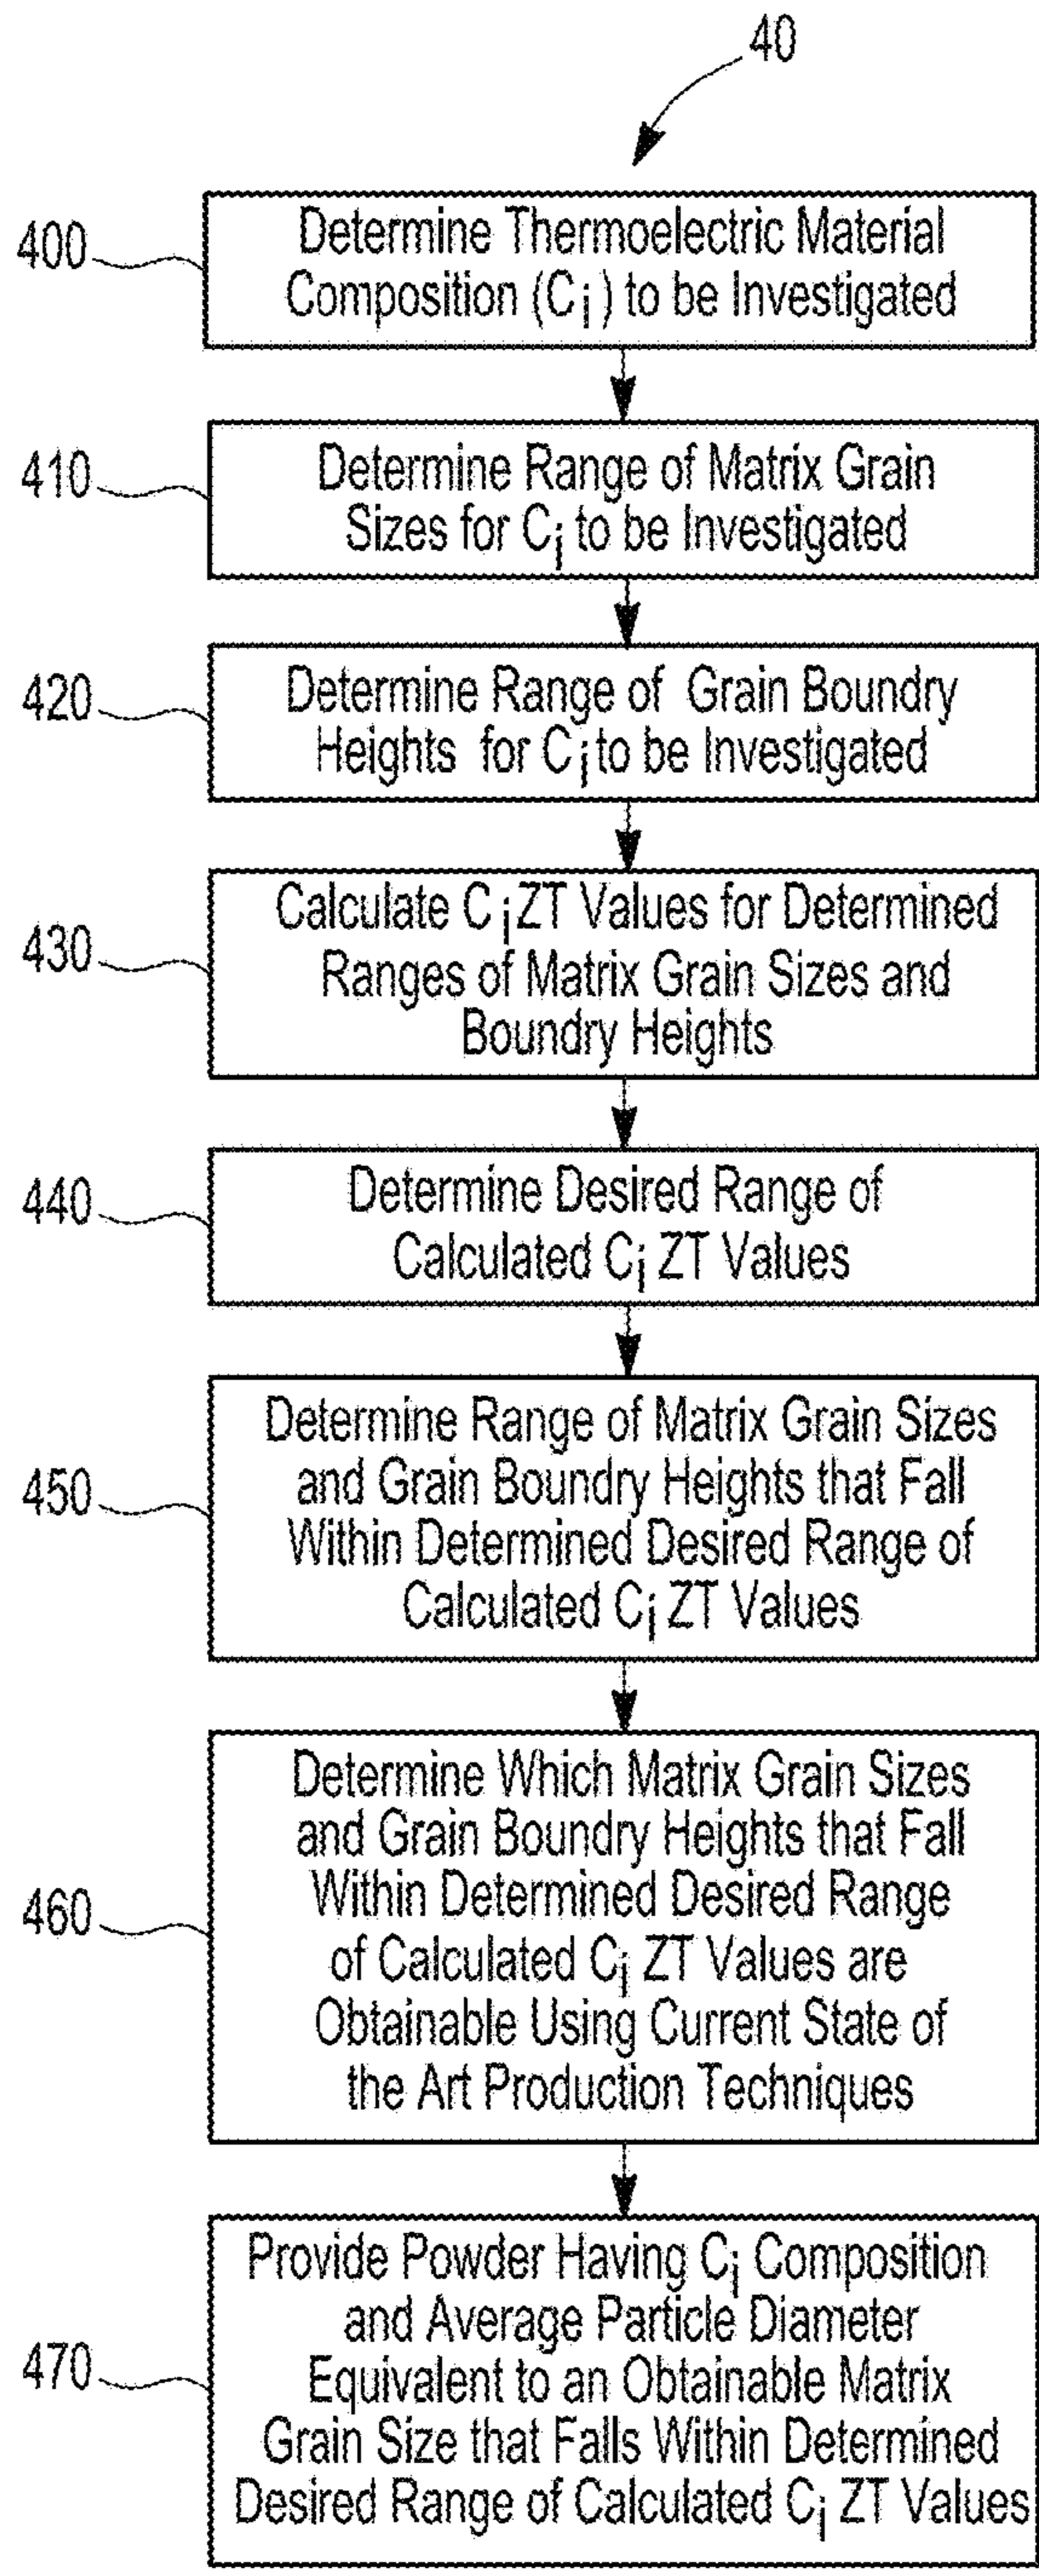 40
400
Determine Thermoelectric Material
Composition (Ci) to be Investigated
410
Determine Range of Matrix Grain
Sizes for Ci to be Investigated
420
Determine Range of Grain Boundry
Heights for Ci to be Investigated
430
Calculate Ci ZT Values for Determined
Ranges of Matrix Grain Sizes and
Boundry Heights
440
Determine Desired Range of
Calculated Ci ZT Values
450
Determine Range of Matrix Grain Sizes
and Grain Boundry Heights that Fall
Within Determined Desired Range of
Calculated Ci ZT Values
460
Determine Which Matrix Grain Sizes
and Grain Boundry Heights that Fall
Within Determined Desired Range
of Calculated Ci ZT Values are
Obtainable Using Current State of
the Art Production Techniques
470
Provide Powder Having Ci Composition
and Average Particle Diameter
Equivalent to an Obtainable Matrix
Grain Size that Falls Within Determined
Desired Range of Calculated Ci ZT Values